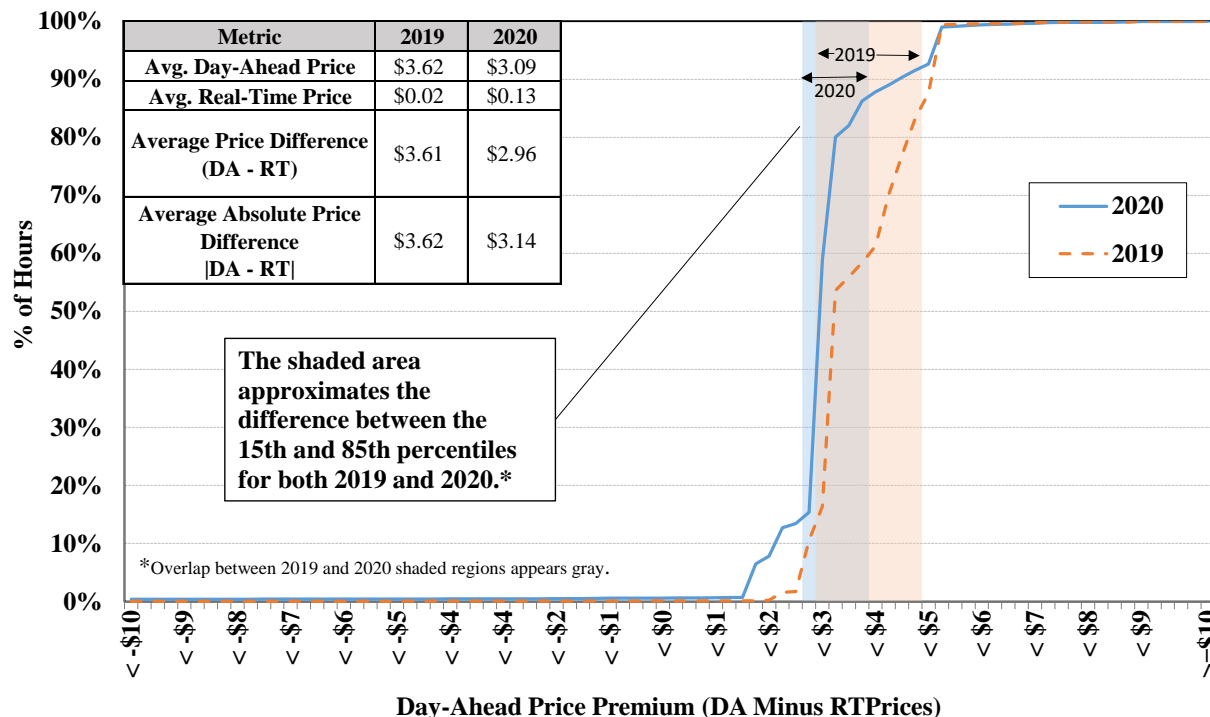 100%
90%
80%
70%
60%
50%
40%
30%
20%
10%
0%
% of Hours
Metric 2019 2020
Avg. Day-Ahead Price $3.62 $3.09
Avg. Real-Time Price $0.02 $0.13
Average Price Difference
(DA - RT) $3.61 $2.96
Average Absolute Price
Difference
|DA - RT| $3.62 $3.14
2019
2020
2020
2019
The shaded area
approximates the
difference between the
15th and 85th percentiles
for both 2019 and 2020.*
*Overlap between 2019 and 2020 shaded regions appears gray.
< -$10
< -$9
< -$8
< -$7
< -$6
< -$5
< -$4
< -$4
< -$2
< -$1
< $0
< $1
< $2
< $3
< $4
< $5
< $6
< $7
< $8
< $9
>=$10
Day-Ahead Price Premium (DA Minus RTPrices)